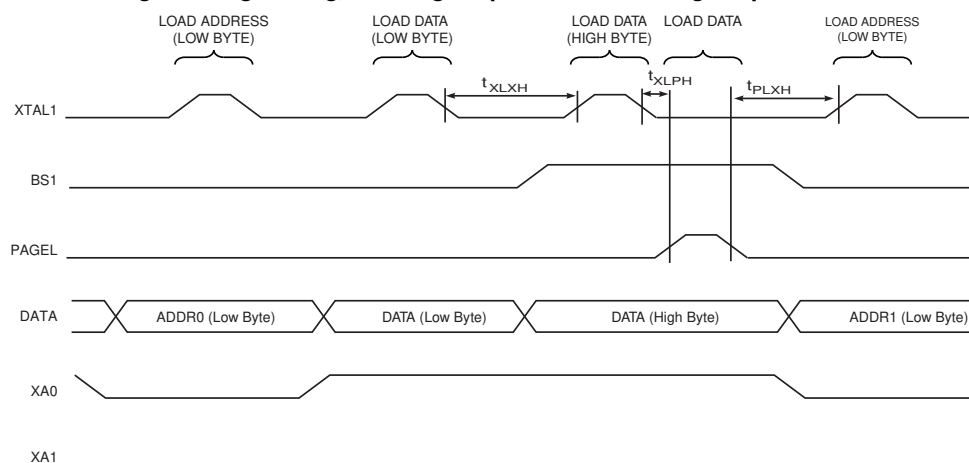 LOAD ADDRESS
(LOW BYTE)
LOAD DATA
(LOW BYTE)
LOAD DATA
(HIGH BYTE)
LOAD DATA
LOAD ADDRESS
(LOW BYTE)
tXLXH
tXLPH
tPLXH
XTAL1
BS1
PAGEL
DATA
ADDR0 (Low Byte)
DATA (Low Byte)
DATA (High Byte)
ADDR1 (Low Byte)
XA0
XA1